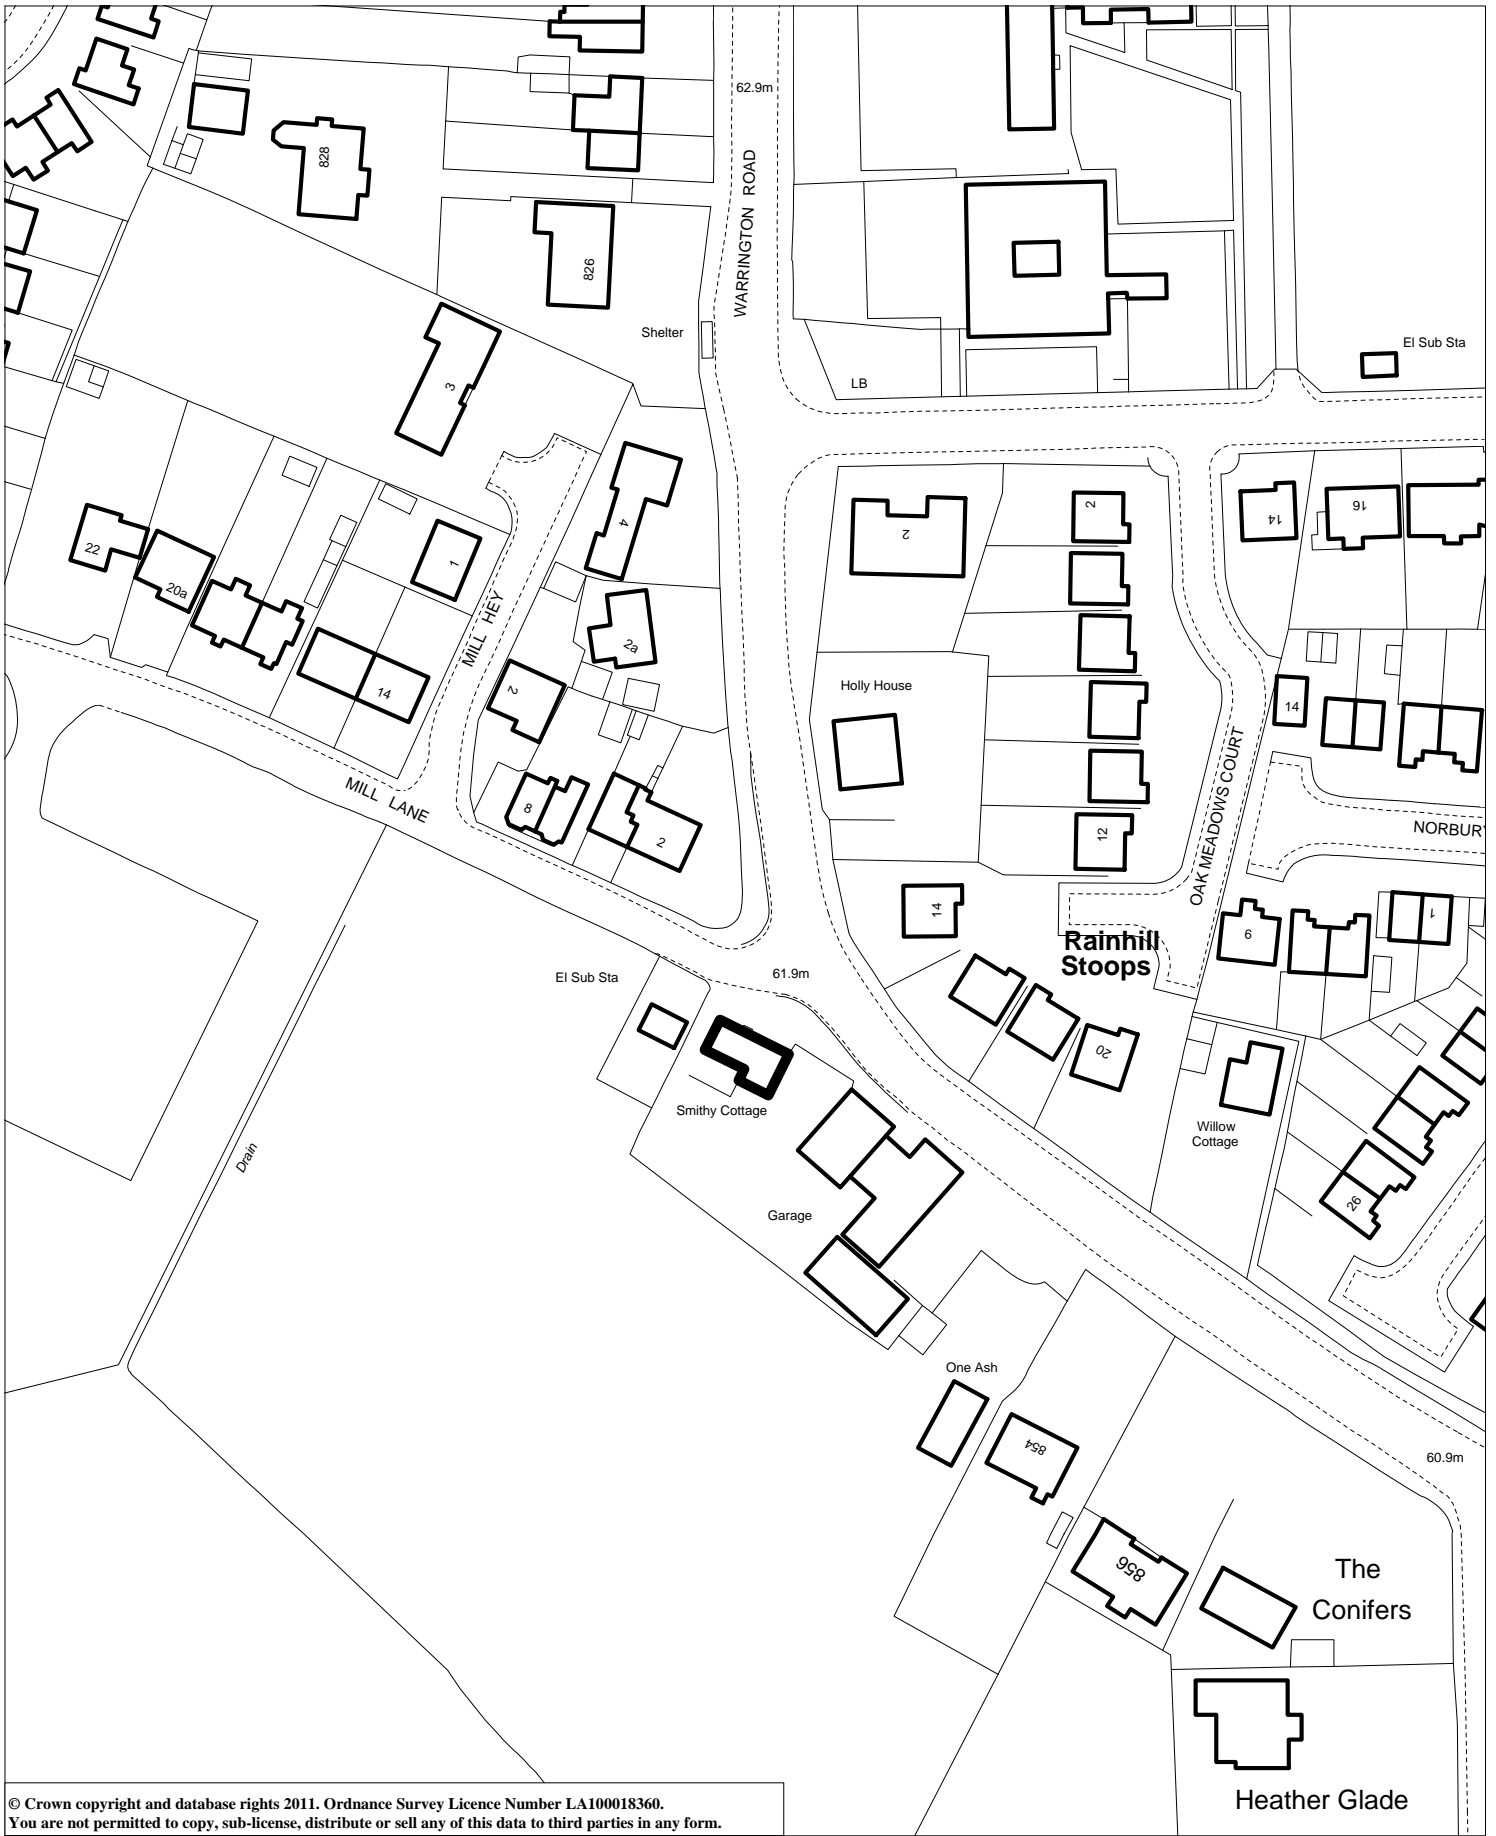 62.9m
828
WARRINGTON ROAD
826
Shelter
El Sub Sta
LB
3
4
2
2
14
16
22
20a
1
MILL HEY
2a
2
14
Holly House
14
OAK MEADOWS COURT
MILL LANE
8
2
12
NORBURY
14
Rainhill
Stoops
9
1
El Sub Sta
61.9m
20
Smithy Cottage
Willow
Cottage
Drain
26
Garage
One Ash
854
60.9m
856
The
Conifers
Heather Glade
© Crown copyright and database rights 2011. Ordnance Survey Licence Number LA100018360.
You are not permitted to copy, sub-license, distribute or sell any of this data to third parties in any form.